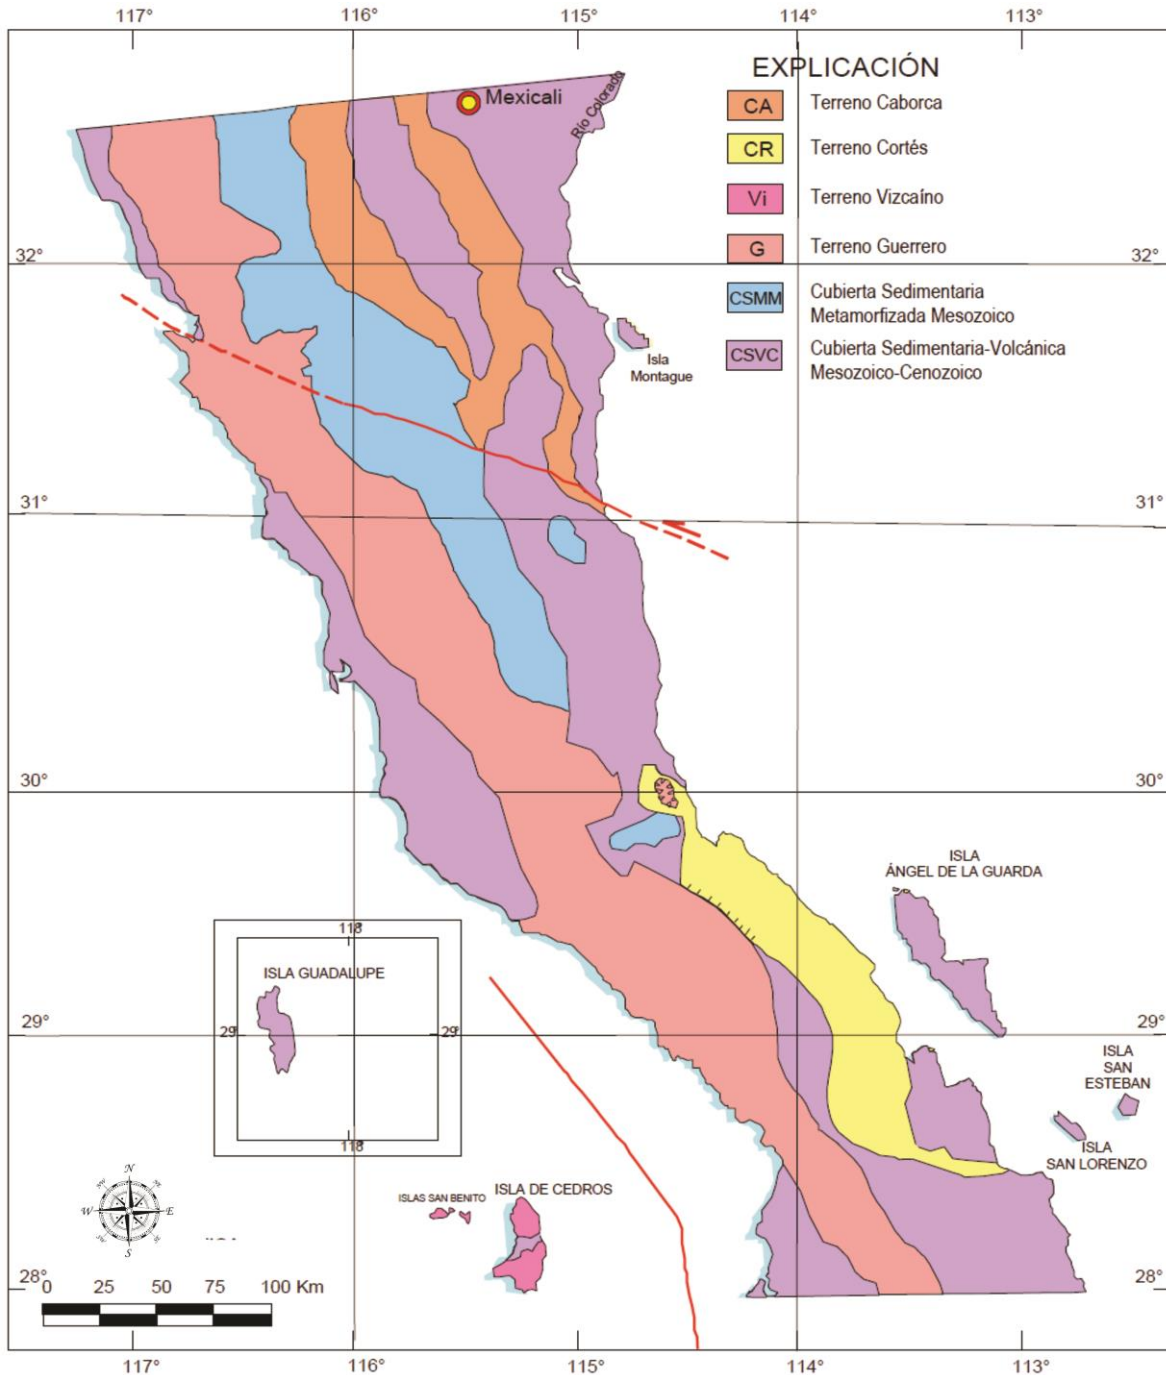 117° 116° 115° 114° 113°
EXPLICACIÓN
CA Terreno Caborca
CR Terreno Cortés
Vi Terreno Vizcaíno
G Terreno Guerrero
CSMM Cubierta Sedimentaria
Metamorfizada Mesozoico
CSVC Cubierta Sedimentaria-Volcánica
Mesozoico-Cenozoico
Mexicali
Río Colorado
32° 32°
Isla
Montague
31° 31°
30° 30°
ISLA
ÁNGEL DE LA GUARDA
118°
ISLA GUADALUPE
29° 29°
118°
29° 29°
ISLA
SAN
ESTEBAN
ISLA
SAN LORENZO
ISLAS SAN BENITO
ISLA DE CEDROS
N
NW NE
W E
SW SE
S
28° 28°
0 25 50 75 100 Km
117° 116° 115° 114° 113°